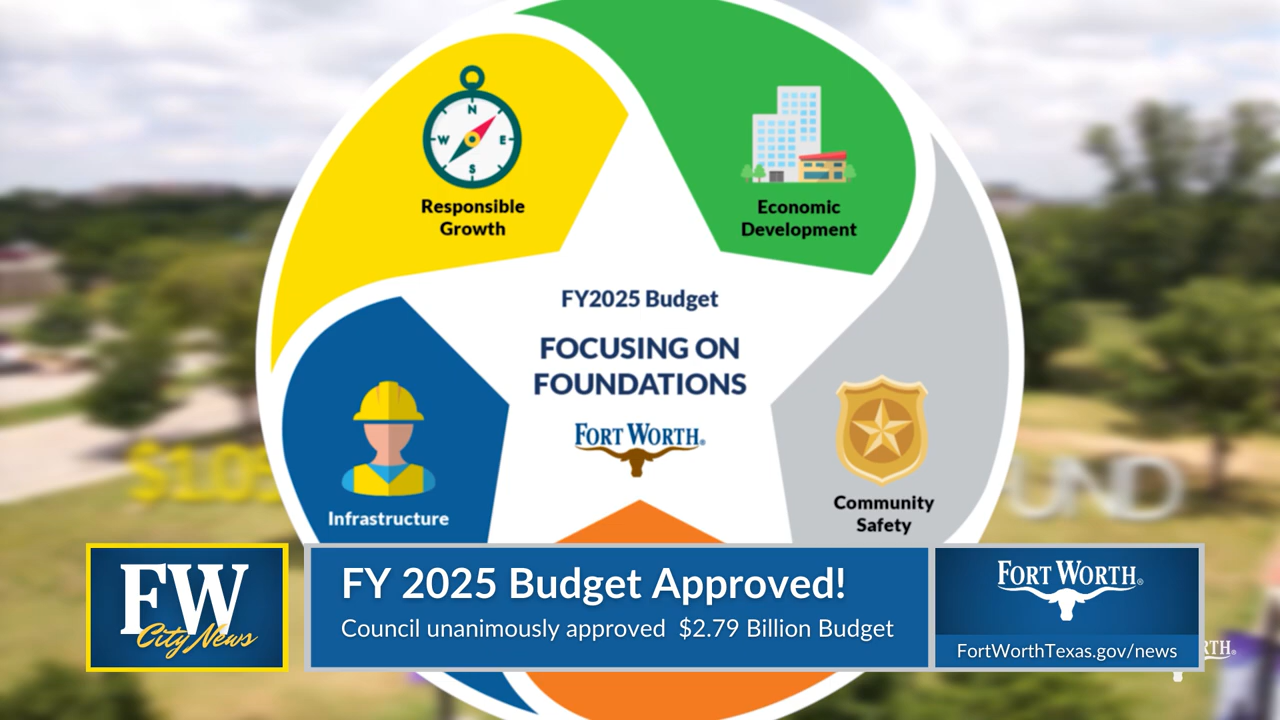 N
W
E
S
Responsible
Growth
Economic
Development
FY2025 Budget
FOCUSING ON
FOUNDATIONS
FORT WORTH®
Infrastructure
Community
Safety
FW
City News
FY 2025 Budget Approved!
Council unanimously approved $2.79 Billion Budget
FORT WORTH®
FortWorthTexas.gov/news